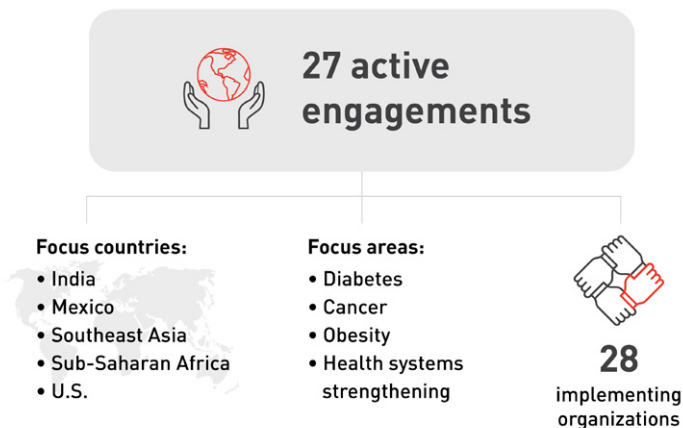 27 active
engagements
Focus countries:
• India
• Mexico
• Southeast Asia
• Sub-Saharan Africa
• U.S.
Focus areas:
• Diabetes
• Cancer
• Obesity
• Health systems
strengthening
28
implementing
organizations